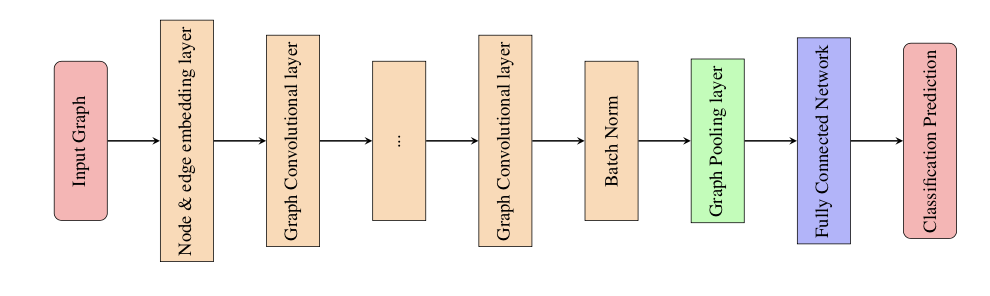 Input Graph
Node & edge embedding layer
Graph Convolutional layer
...
Graph Convolutional layer
Batch Norm
Graph Pooling layer
Fully Connected Network
Classification Prediction